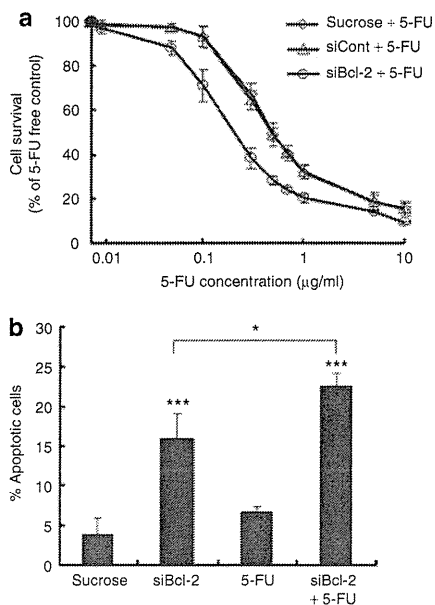 a
Sucrose + 5-FU
siCont + 5-FU
siBcl-2 + 5-FU
Cell survival
(% of 5-FU free control)
100
80
60
40
20
0
0.01
0.1
1
10
5-FU concentration (µg/ml)
b
% Apoptotic cells
30
25
20
15
10
5
0
***
*
***
Sucrose
siBcl-2
5-FU
siBcl-2
+ 5-FU